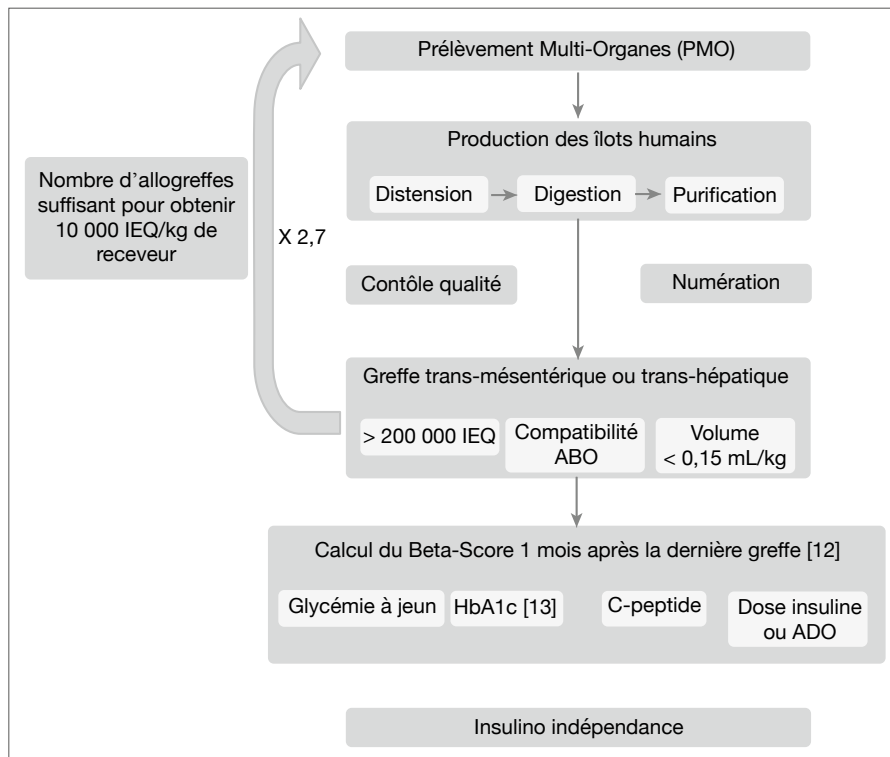 Prélèvement Multi-Organes (PMO)
Production des îlots humains
Distension
Digestion
Purification
Nombre d’allogreffes
suffisant pour obtenir
10 000 IEQ/kg de
receveur
X 2,7
Contôle qualité
Numération
Greffe trans-mésentérique ou trans-hépatique
> 200 000 IEQ
Compatibilité
ABO
Volume
< 0,15 mL/kg
Calcul du Beta-Score 1 mois après la dernière greffe [12]
Glycémie à jeun
HbA1c [13]
C-peptide
Dose insuline
ou ADO
Insulino indépendance